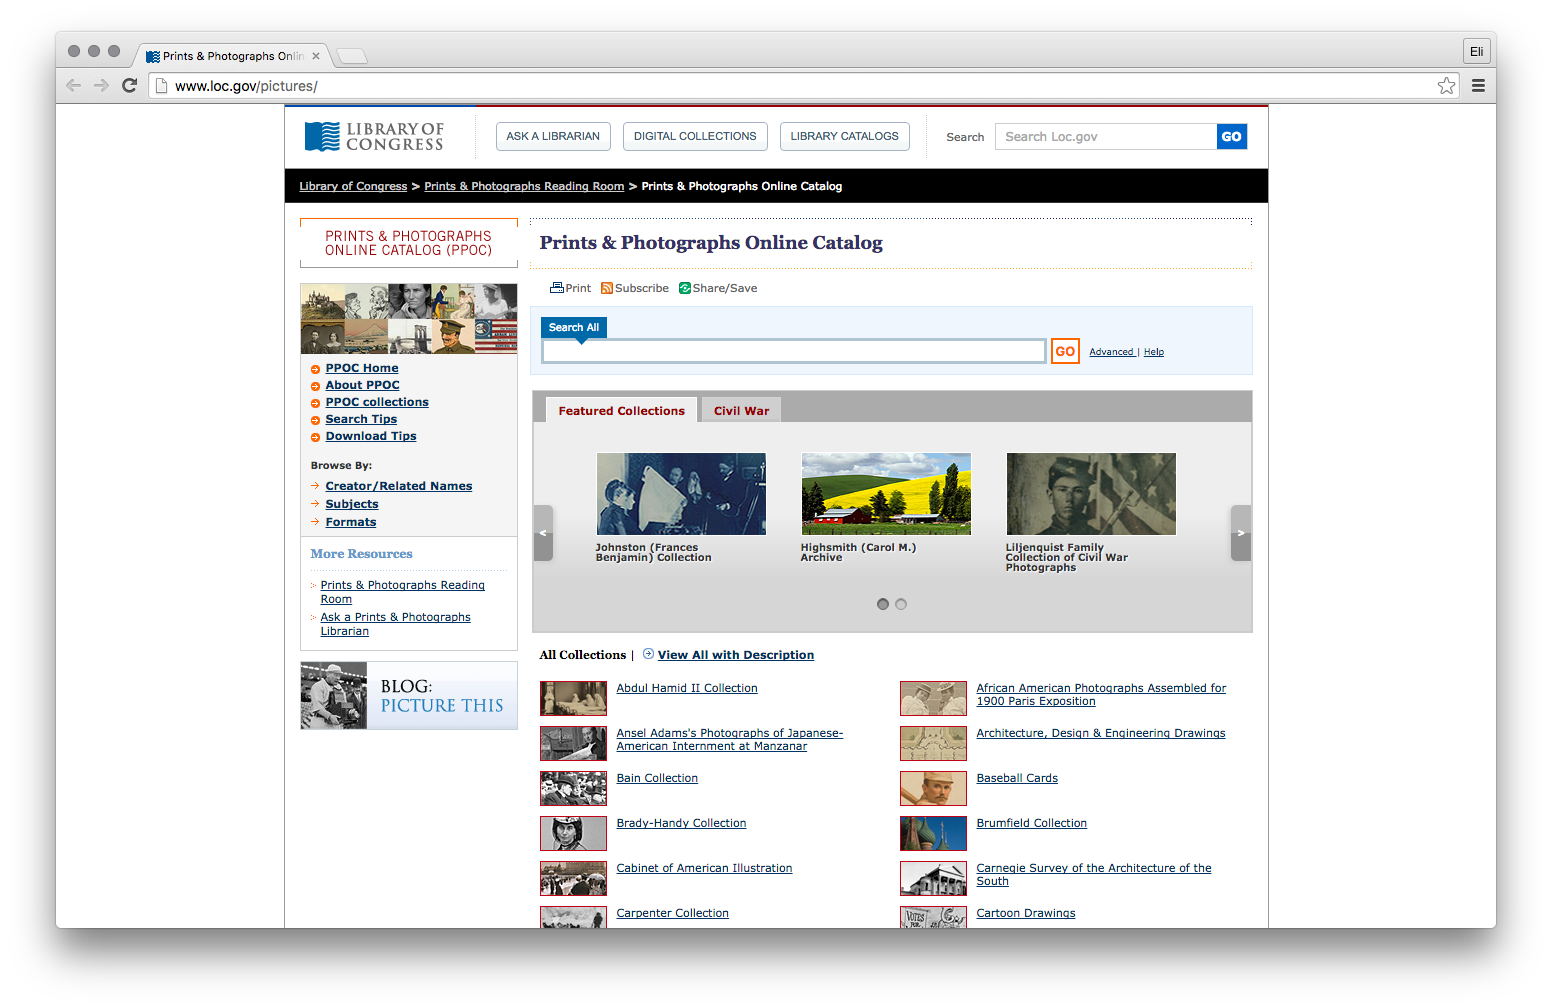 Prints & Photographs Onlin
Eli
www.loc.gov/pictures/
LIBRARY OF
CONGRESS
ASK A LIBRARIAN
DIGITAL COLLECTIONS
LIBRARY CATALOGS
Search
Search Loc.gov
GO
Library of Congress > Prints & Photographs Reading Room > Prints & Photographs Online Catalog
PRINTS & PHOTOGRAPHS
ONLINE CATALOG (PPOC)
PPOC Home
About PPOC
PPOC collections
Search Tips
Download Tips
Browse By:
Creator/Related Names
Subjects
Formats
More Resources
Prints & Photographs Reading
Room
Ask a Prints & Photographs
Librarian
BLOG:
PICTURE THIS
Prints & Photographs Online Catalog
Print
Subscribe
Share/Save
Search All
GO
Advanced | Help
Featured Collections
Civil War
<
Johnston (Frances
Benjamin) Collection
Highsmith (Carol M.)
Archive
Liljenquist Family
Collection of Civil War
Photographs
>
All Collections | View All with Description
Abdul Hamid II Collection
African American Photographs Assembled for
1900 Paris Exposition
Ansel Adams's Photographs of Japanese-
American Internment at Manzanar
Architecture, Design & Engineering Drawings
Bain Collection
Baseball Cards
Brady-Handy Collection
Brumfield Collection
Cabinet of American Illustration
Carnegie Survey of the Architecture of the
South
Carpenter Collection
VOTES
Cartoon Drawings